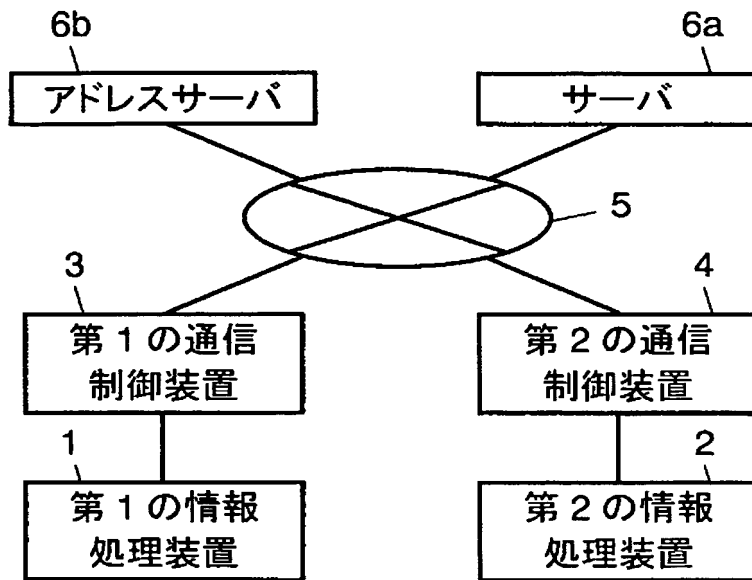 6b
6a
アドレスサーバ
サーバ
5
3
4
第1の通信
制御装置
第2の通信
制御装置
1
2
第1の情報
処理装置
第2の情報
処理装置